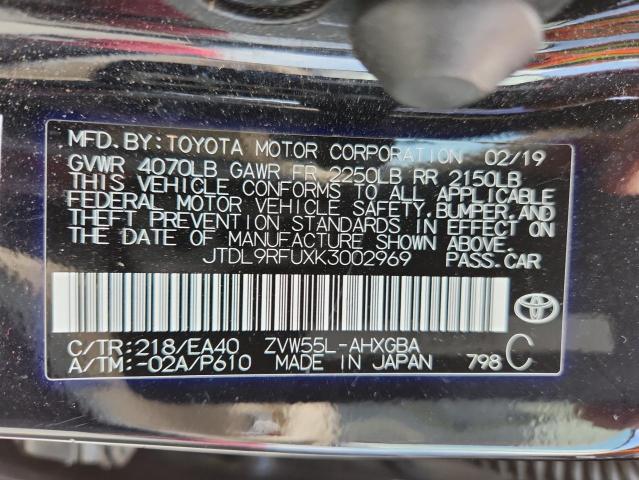 MFD. BY: TOYOTA MOTOR CORPORATION 02/19
GVWR 4070LB GAWR FR 2250LB RR 2150LB
THIS VEHICLE CONFORMS TO ALL APPLICABLE
FEDERAL MOTOR VEHICLE SAFETY, BUMPER, AND
THEFT PREVENTION STANDARDS IN EFFECT ON
THE DATE OF MANUFACTURE SHOWN ABOVE.
JTDL9RFUXK3002969 PASS.CAR
C/TR: 218/EA40 ZVW55L-AHXGBA
A/TM: -02A/P610 MADE IN JAPAN 798 C